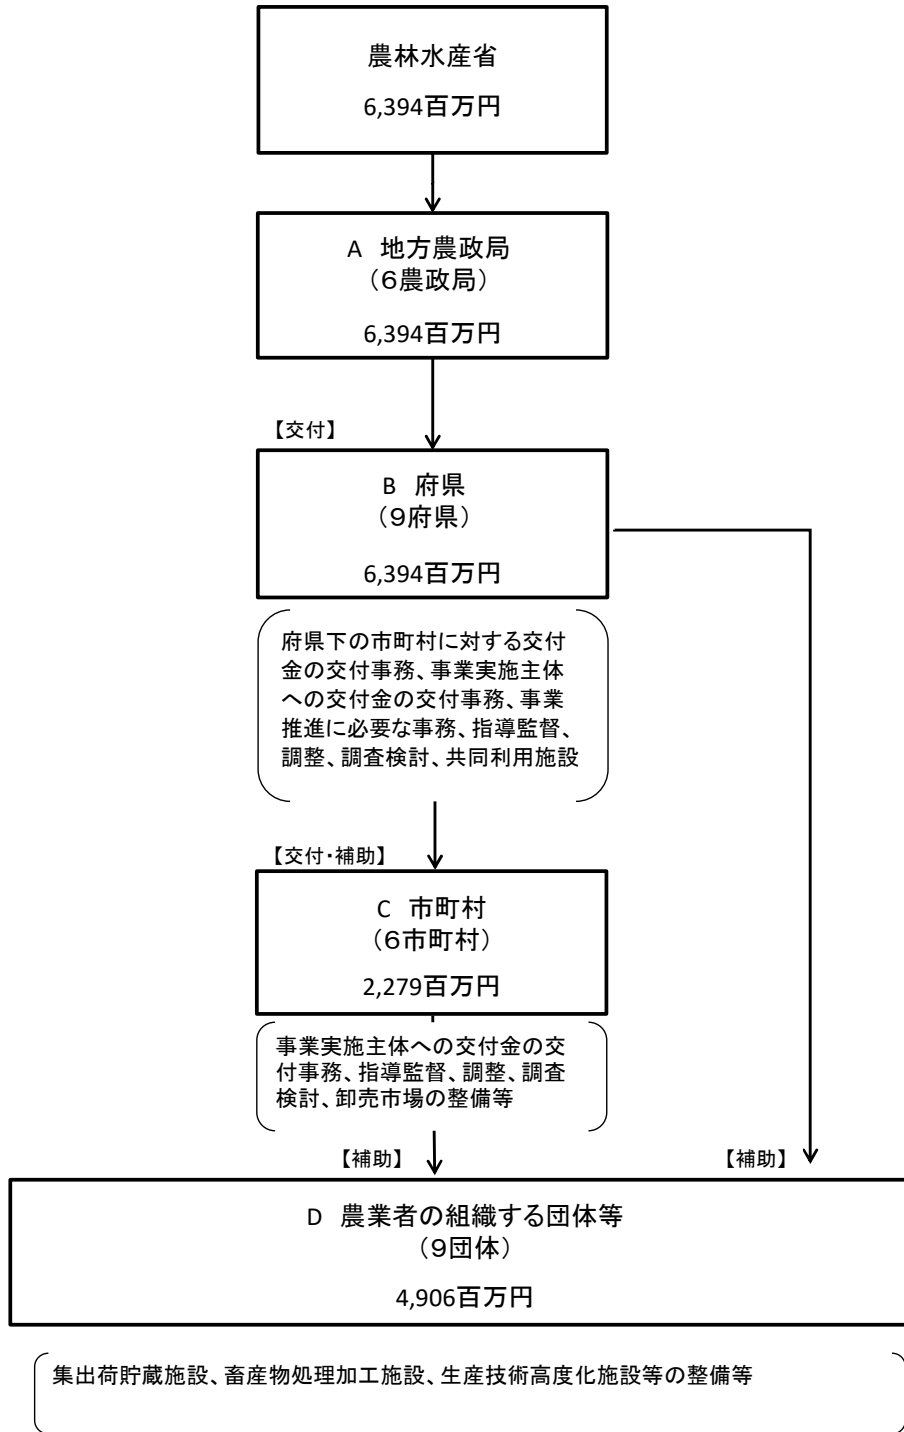 農林水産省
6,394百万円
A 地方農政局
(6農政局)
6,394百万円
【交付】
B 府県
(9府県)
6,394百万円
府県下の市町村に対する交付
金の交付事務、事業実施主体
への交付金の交付事務、事業
推進に必要な事務、指導監督、
調整、調査検討、共同利用施設
【交付・補助】
C 市町村
(6市町村)
2,279百万円
事業実施主体への交付金の交
付事務、指導監督、調整、調査
検討、卸売市場の整備等
【補助】 【補助】
D 農業者の組織する団体等
(9団体)
4,906百万円
集出荷貯蔵施設、畜産物処理加工施設、生産技術高度化施設等の整備等